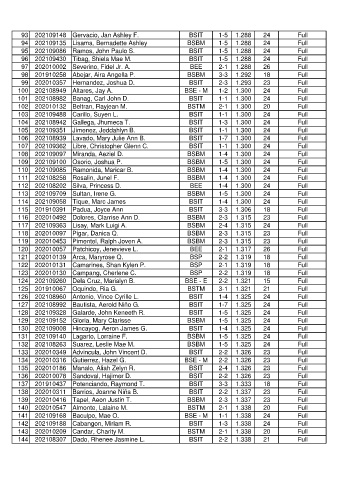 93 202109148 Gervacio, Jan Ashley F. BSIT 1-5 1.288 24 Full
94 202109135 Lisama, Bernadette Ashley BSBM 1-5 1.288 24 Full
95 202109086 Ramos, John Paulo S. BSIT 1-5 1.288 24 Full
96 202109430 Tibag, Shiela Mae M. BSIT 1-5 1.288 24 Full
97 202010002 Severino, Fidel Jr. A. BEE 2-1 1.288 26 Full
98 201910258 Abejar, Aira Angella P. BSBM 3-3 1.292 18 Full
99 202010357 Hernandez, Joshua A. BSIT 2-3 1.293 23 Full
100 202108949 Altares, Jay A. BSE - M 1-2 1.300 24 Full
101 202108982 Banag, Carl John D. BSIT 1-1 1.300 24 Full
102 202010132 Beltran, Rayjean M. BSTM 2-1 1.300 20 Full
103 202109488 Carillo, Suyen L. BSIT 1-1 1.300 24 Full
104 202108942 Gallega, Jhumeca T. BSIT 1-3 1.300 24 Full
105 202109351 Jimenez, Joddahlyn B. BSIT 1-1 1.300 24 Full
106 202108939 Lavado, Mary Julie Ann B. BSIT 1-7 1.300 24 Full
107 202109362 Libre, Christopher Glenn C. BSIT 1-1 1.300 24 Full
108 202109097 Miranda, Aeziel D. BSBM 1-4 1.300 24 Full
109 202109100 Osorio, Joshua P. BSBM 1-5 1.300 24 Full
110 202109085 Ramonida, Maricar B. BSBM 1-4 1.300 24 Full
111 202108256 Rosalin, Junel F. BSBM 1-4 1.300 24 Full
112 202108202 Silva, Princess D. BEE 1-4 1.300 24 Full
113 202109709 Sultan, Irene G. BSBM 1-5 1.300 24 Full
114 202109058 Tique, Marc James BSIT 1-4 1.300 24 Full
115 201910391 Padua, Joyce Ann BSIT 3-3 1.306 18 Full
116 202010492 Dolores, Clarrise Ann D. BSBM 2-3 1.315 23 Full
117 202109363 Lisay, Mark Luigi A. BSBM 2-4 1.315 24 Full
118 202010097 Pigar, Danica Q. BSBM 2-3 1.315 23 Full
119 202010453 Pimentel, Ralph Joven A. BSBM 2-3 1.315 23 Full
120 202010057 Patchicoy, Jenevieve L. BEE 2-1 1.317 26 Full
121 202010139 Arca, Maryrose Q. BSP 2-2 1.319 18 Full
122 202010131 Camarines, Shan Kylen P. BSP 2-1 1.319 18 Full
123 202010130 Campang, Cherlene C. BSP 2-2 1.319 18 Full
124 202109260 Dela Cruz, Marialyn B. BSE - E 2-2 1.321 15 Full
125 201910067 Oquindo, Ria G. BSTM 3-1 1.321 21 Full
126 202108960 Antonio, Vince Cyrille L. BSIT 1-4 1.325 24 Full
127 202108992 Bautista, Aerold Niño G. BSIT 1-7 1.325 24 Full
128 202109328 Galarde, John Keneeth R. BSIT 1-5 1.325 24 Full
129 202109152 Gloria, Mary Clarisse BSBM 1-5 1.325 24 Full
130 202109008 Hincayog, Aeron James G. BSIT 1-4 1.325 24 Full
131 202109140 Lagarto, Lorraine F. BSBM 1-5 1.325 24 Full
132 202108263 Suarez, Leslie Mae M. BSBM 1-5 1.325 24 Full
133 202010349 Advincula, John Vincent D. BSIT 2-2 1.326 23 Full
134 202010316 Gutierrez, Hazel G. BSE - M 2-2 1.326 23 Full
135 202010186 Manalo, Aliah Zelyn R. BSIT 2-4 1.326 23 Full
136 202010078 Sandoval, Hajimer D. BSIT 2-2 1.326 23 Full
137 201910437 Potenciando, Raymond T. BSIT 3-3 1.333 18 Full
138 202010311 Barrios, Joanne Niña B. BSIT 2-2 1.337 23 Full
139 202010416 Tapel, Aeon Justin T. BSBM 2-3 1.337 23 Full
140 202010547 Almonte, Lalaine M. BSTM 2-1 1.338 20 Full
141 202109168 Baculpo, Mae O. BSE - M 1-1 1.338 24 Full
142 202109188 Cabangon, Miriam R. BSIT 1-3 1.338 24 Full
143 202010209 Candar, Charity M BSTM 2-1 1.338 20 Full
144 202108307 Dado, Rhenee Jasmine L. BSIT 2-2 1.338 21 Full